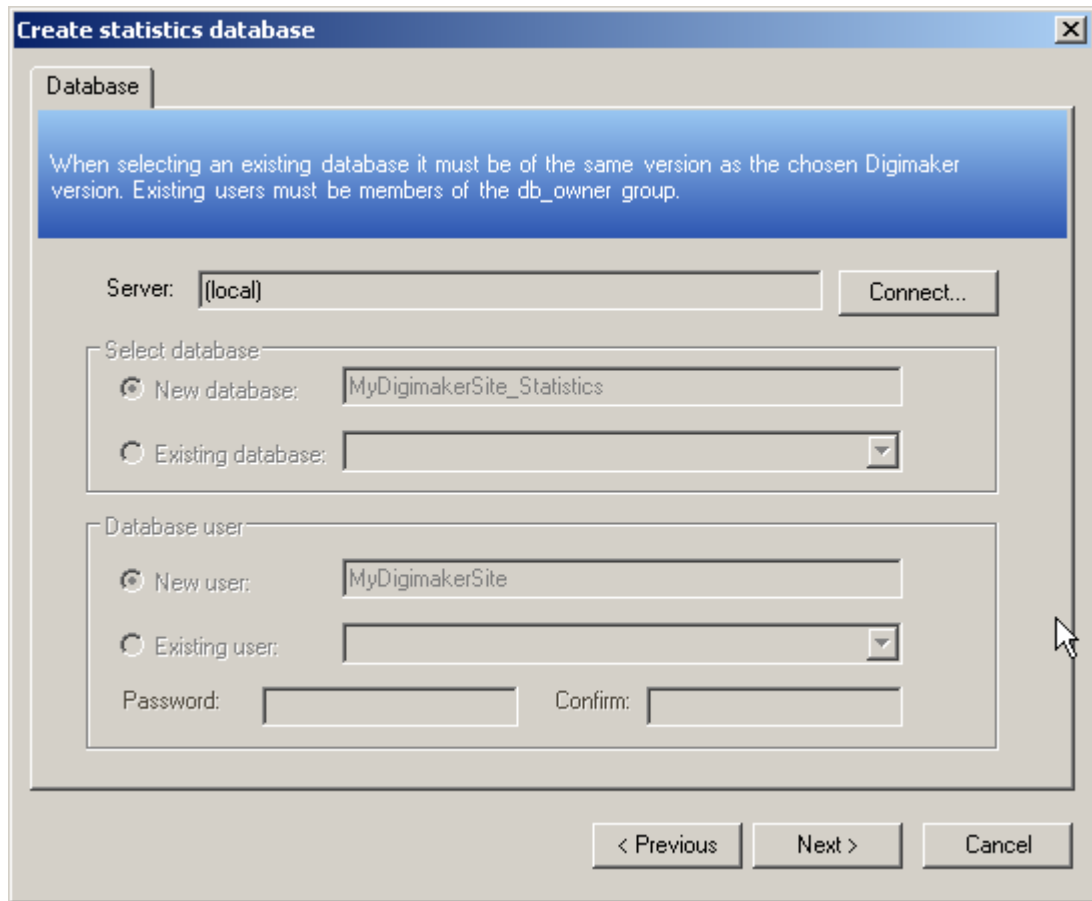 Create statistics database
Database
When selecting an existing database it must be of the same version as the chosen Digimaker
version. Existing users must be members of the db_owner group.
Server: (local) Connect...
Select database
New database: MyDigimakerSite_Statistics
Existing database:
Database user
New user: MyDigimakerSite
Existing user:
Password: Confirm:
< Previous Next > Cancel